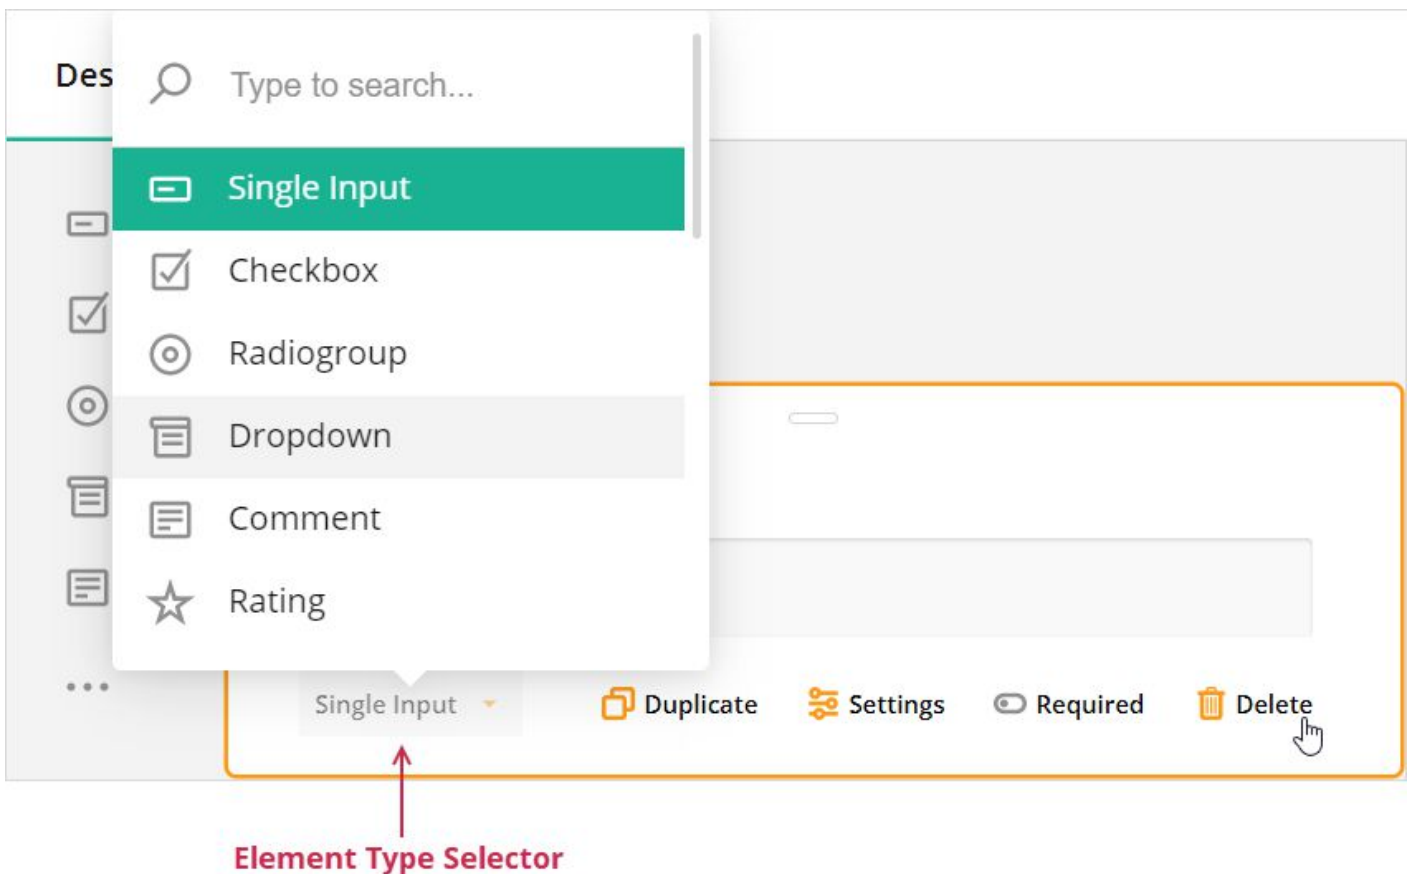 Des
Type to search...
Single Input
Checkbox
Radiogroup
Dropdown
Comment
Rating
Single Input Duplicate Settings Required Delete
Element Type Selector